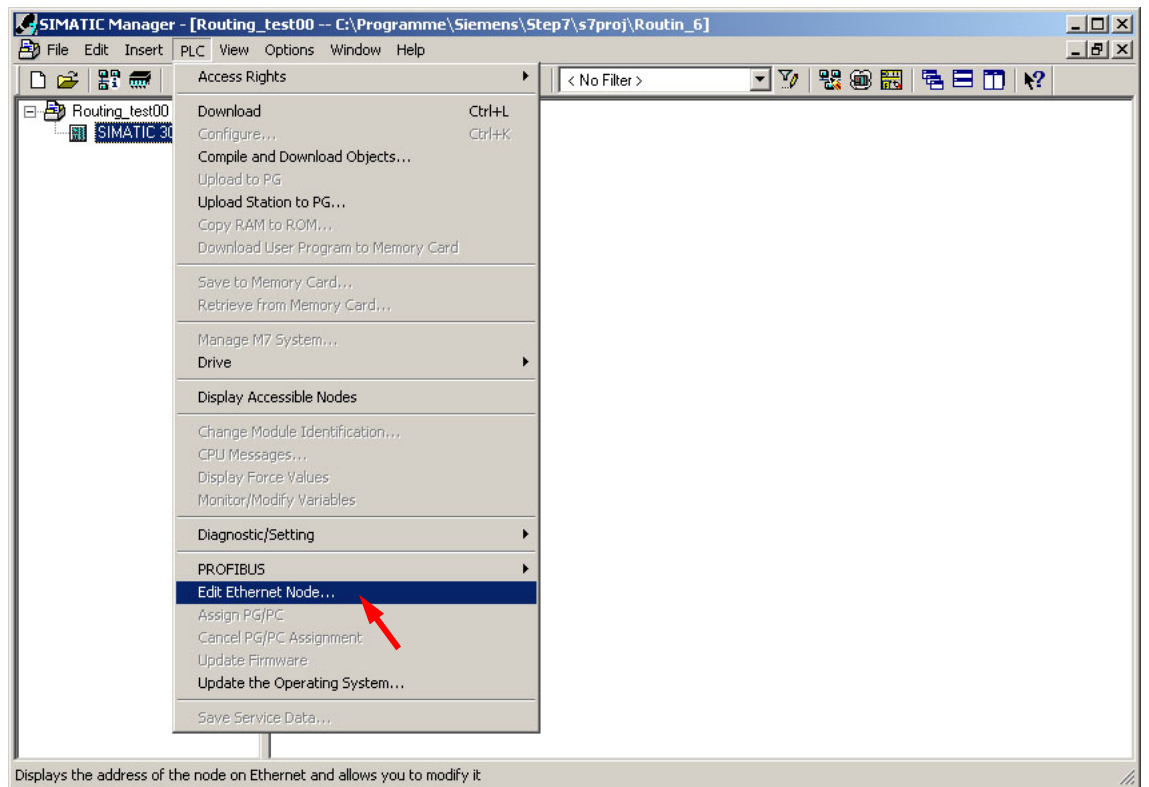 SIMATIC Manager - [Routing_test00 -- C:\Programme\Siemens\Step7\s7proj\Routin_6]
File Edit Insert PLC View Options Window Help
< No Filter >
Routing_test00
SIMATIC 30
Access Rights
Download Ctrl+L
Configure... Ctrl+K
Compile and Download Objects...
Upload to PG
Upload Station to PG...
Copy RAM to ROM...
Download User Program to Memory Card
Save to Memory Card...
Retrieve from Memory Card...
Manage M7 System...
Drive
Display Accessible Nodes
Change Module Identification...
CPU Messages...
Display Force Values
Monitor/Modify Variables
Diagnostic/Setting
PROFIBUS
Edit Ethernet Node...
Assign PG/PC
Cancel PG/PC Assignment
Update Firmware
Update the Operating System...
Save Service Data...
Displays the address of the node on Ethernet and allows you to modify it